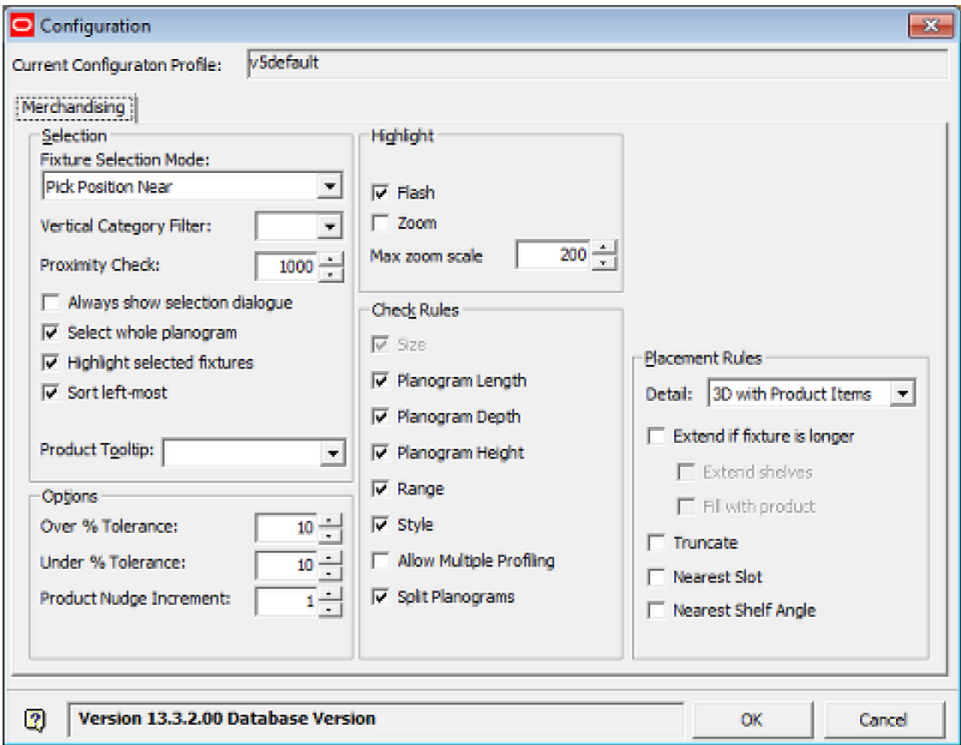 Configuration
Current Configuraton Profile: v5default
Merchandising
Selection
Fixture Selection Mode:
Pick Position Near
Vertical Category Filter:
Proximity Check: 1000
Always show selection dialogue
Select whole planogram
Highlight selected fixtures
Sort left-most
Product Tooltip:
Options
Over % Tolerance: 10
Under % Tolerance: 10
Product Nudge Increment: 1
Highlight
Flash
Zoom
Max zoom scale 200
Check Rules
Size
Planogram Length
Planogram Depth
Planogram Height
Range
Style
Allow Multiple Profiling
Split Planograms
Placement Rules
Detail: 3D with Product Items
Extend if fixture is longer
Extend shelves
Fill with product
Truncate
Nearest Slot
Nearest Shelf Angle
Version 13.3.2.00 Database Version
OK
Cancel